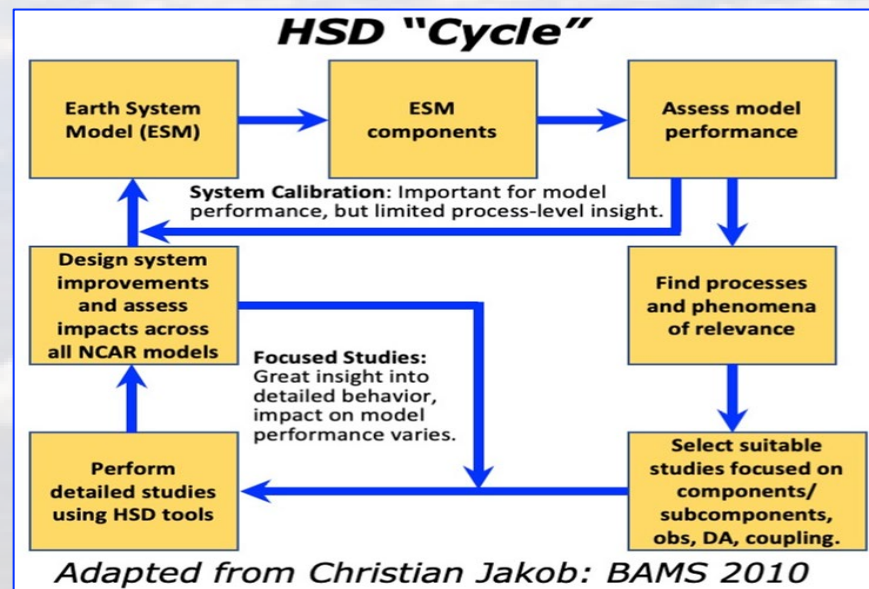 HSD “Cycle”
Earth System
Model (ESM)
ESM
components
Assess model
performance
System Calibration: Important for model
performance, but limited process-level insight.
Design system
improvements
and assess
impacts across
all NCAR models
Find processes
and phenomena
of relevance
Focused Studies:
Great insight into
detailed behavior,
impact on model
performance varies.
Perform
detailed studies
using HSD tools
Select suitable
studies focused on
components/
subcomponents,
obs, DA, coupling.
Adapted from Christian Jakob: BAMS 2010